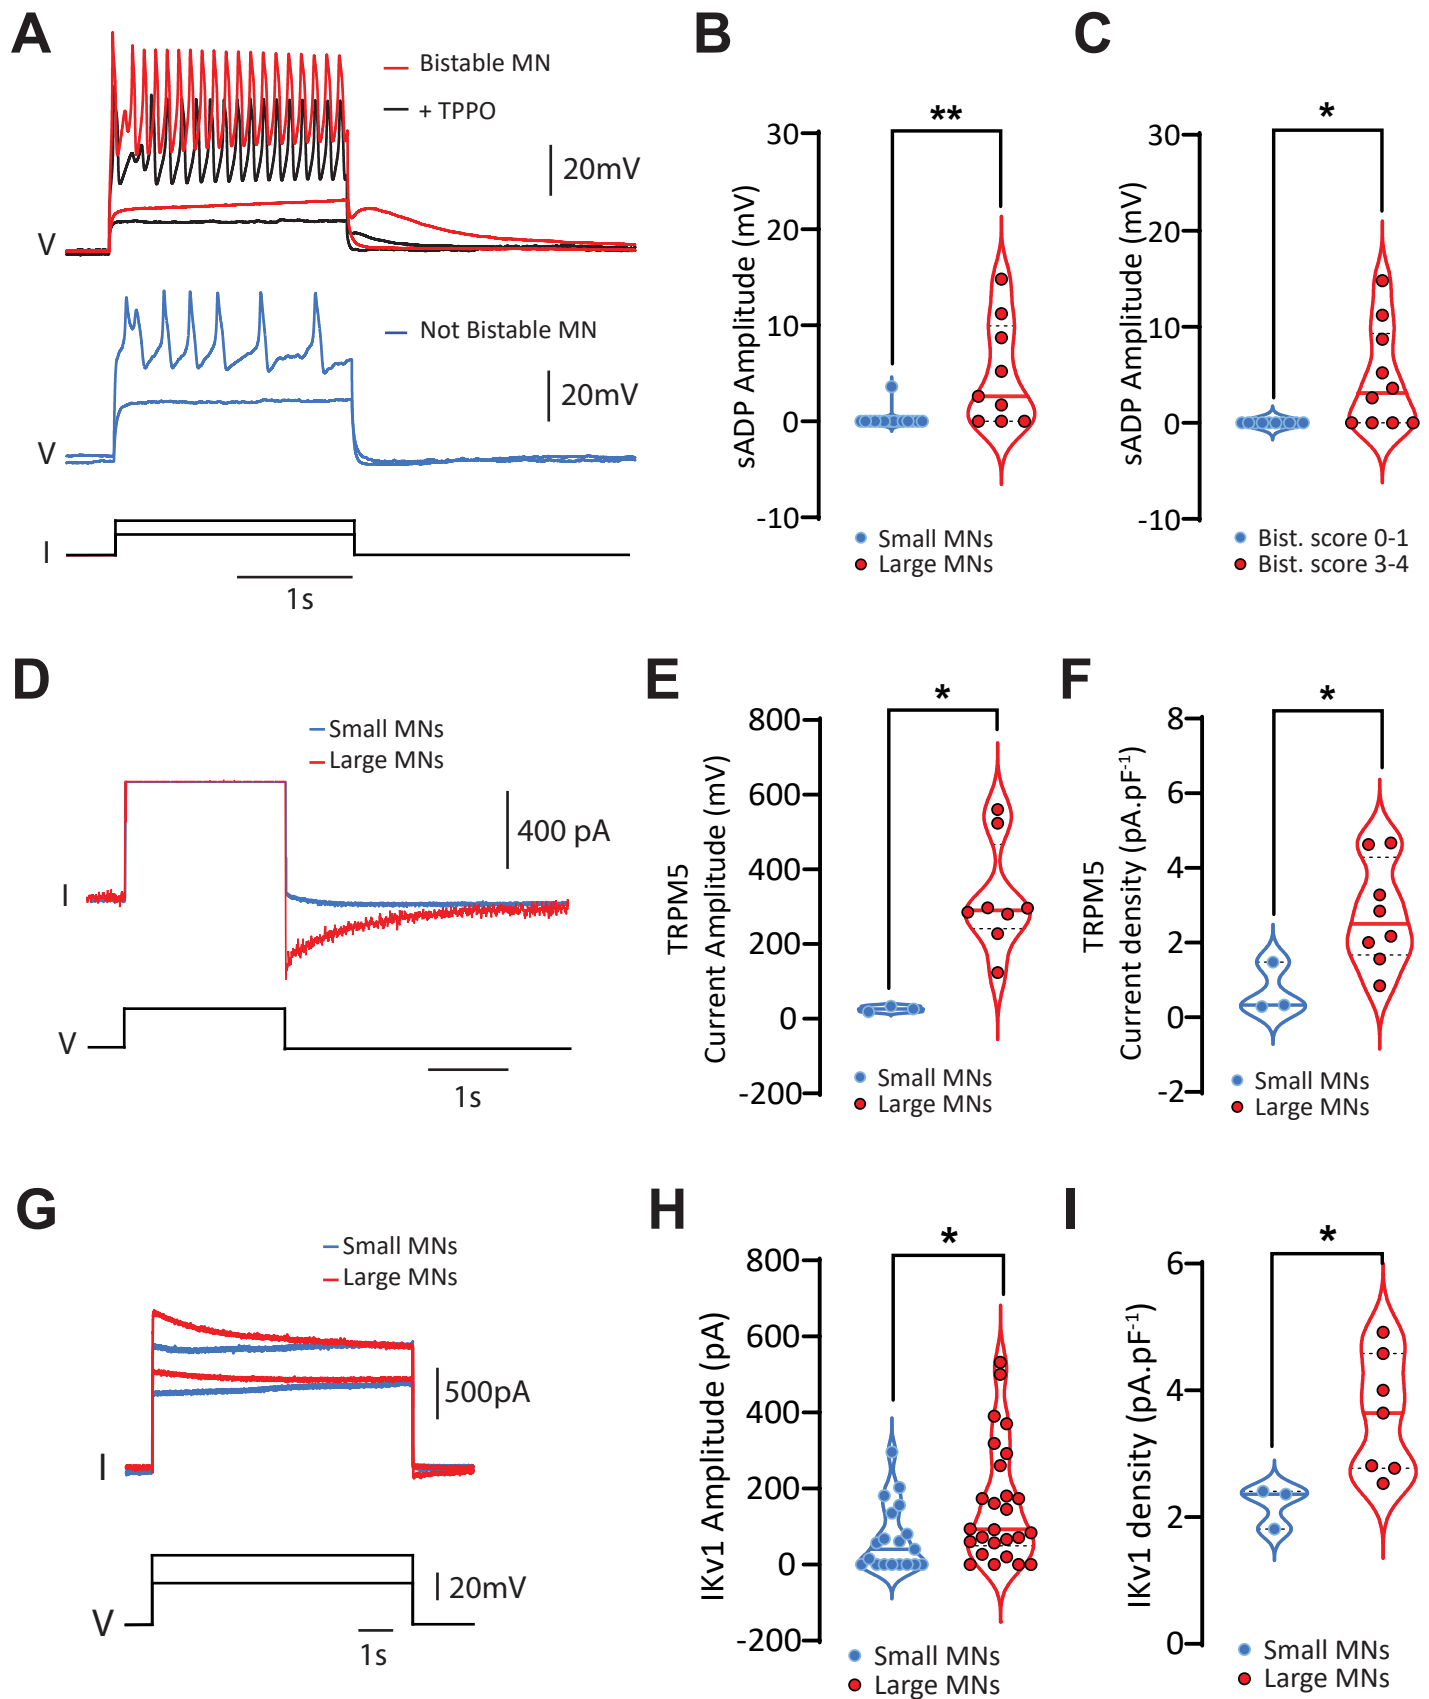 A
Bistable MN
+ TPPO
20mV
V
Not Bistable MN
20mV
V
I
1s
B
**
sADP Amplitude (mV)
30
20
10
0
-10
Small MNs
Large MNs
C
*
sADP Amplitude (mV)
30
20
10
0
-10
Bist. score 0-1
Bist. score 3-4
D
Small MNs
Large MNs
400 pA
I
V
1s
E
*
TRPM5
Current Amplitude (mV)
800
600
400
200
0
-200
Small MNs
Large MNs
F
*
TRPM5
Current density (pA.pF-1)
8
6
4
2
0
-2
Small MNs
Large MNs
G
Small MNs
Large MNs
500pA
I
20mV
V
1s
H
*
IKv1 Amplitude (pA)
800
600
400
200
0
-200
Small MNs
Large MNs
I
*
IKv1 density (pA.pF-1)
6
4
2
0
Small MNs
Large MNs